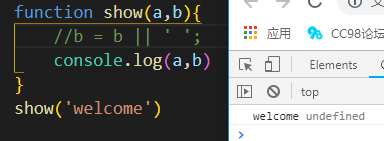 function show(a,b){
//b = b || ' ';
console.log(a,b)
}
show('welcome')
应用
CC98论坛
Elements
top
welcome undefined